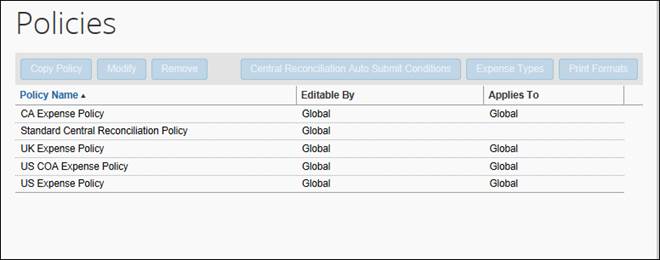 Policies
Copy Policy Modify Remove Central Reconciliation Auto Submit Conditions Expense Types Print Formats
Policy Name Editable By Applies To
CA Expense Policy Global Global
Standard Central Reconciliation Policy Global
UK Expense Policy Global Global
US COA Expense Policy Global Global
US Expense Policy Global Global